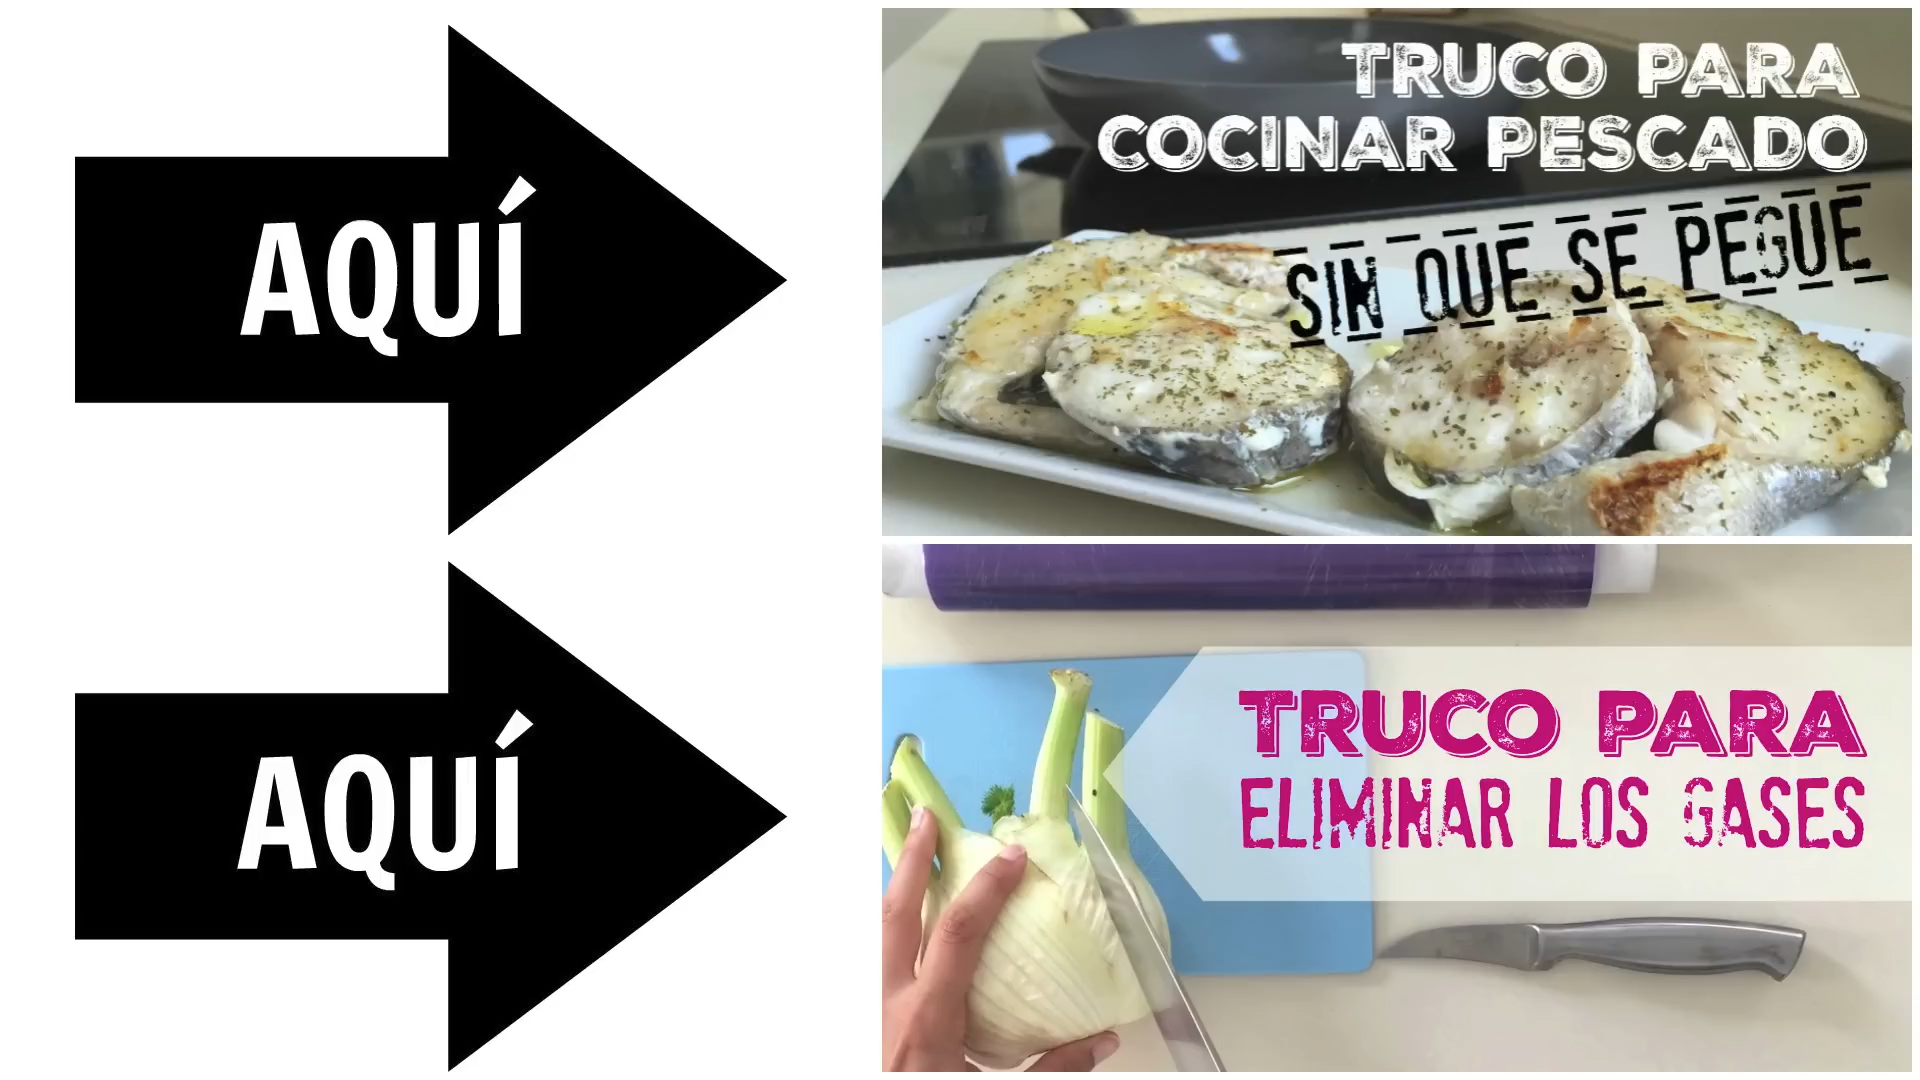 AQUÍ
TRUCO PARA
COCINAR PESCADO
SIN QUE SE PEGUE
AQUÍ
TRUCO PARA
ELIMINAR LOS GASES